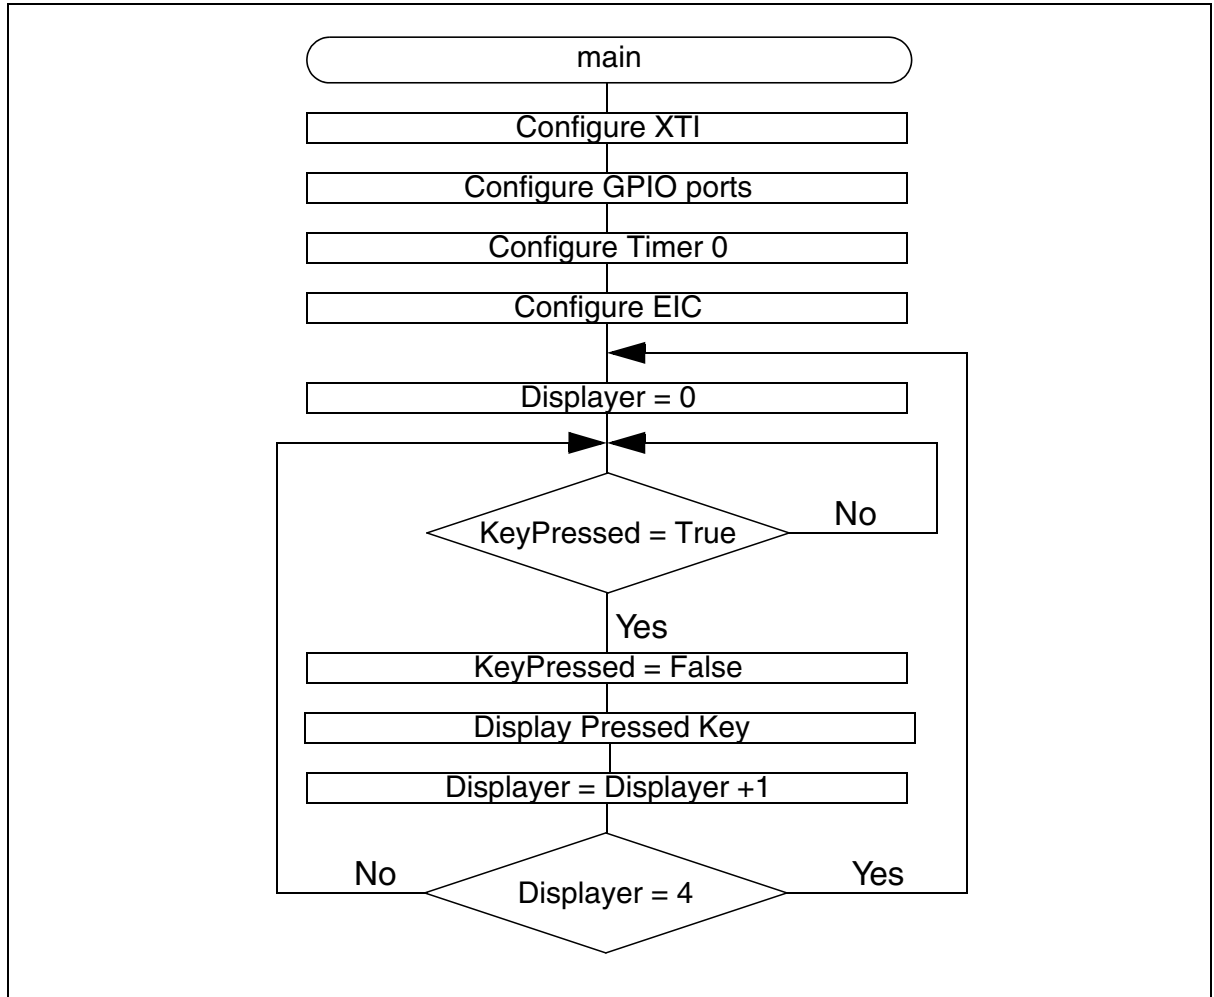 main
Configure XTI
Configure GPIO ports
Configure Timer 0
Configure EIC
Displayer = 0
KeyPressed = True
No
Yes
KeyPressed = False
Display Pressed Key
Displayer = Displayer +1
No
Displayer = 4
Yes